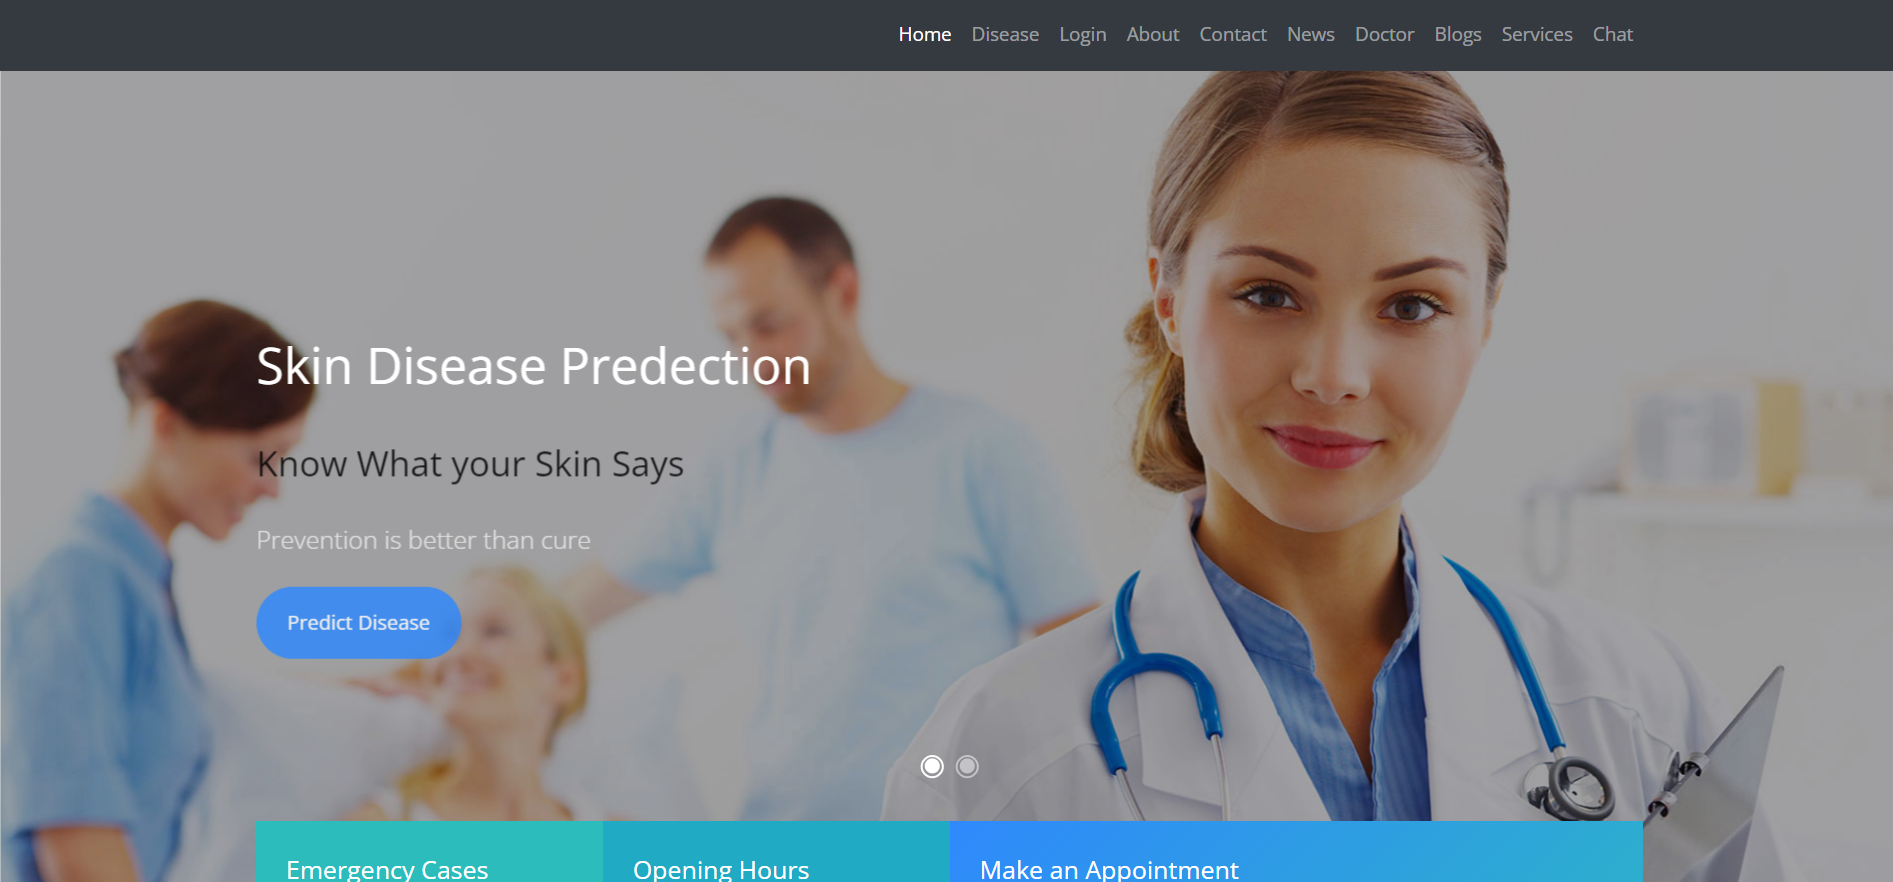 Home Disease Login About Contact News Doctor Blogs Services Chat
Skin Disease Predection
Know What your Skin Says
Prevention is better than cure
Predict Disease
Emergency Cases
Opening Hours
Make an Appointment